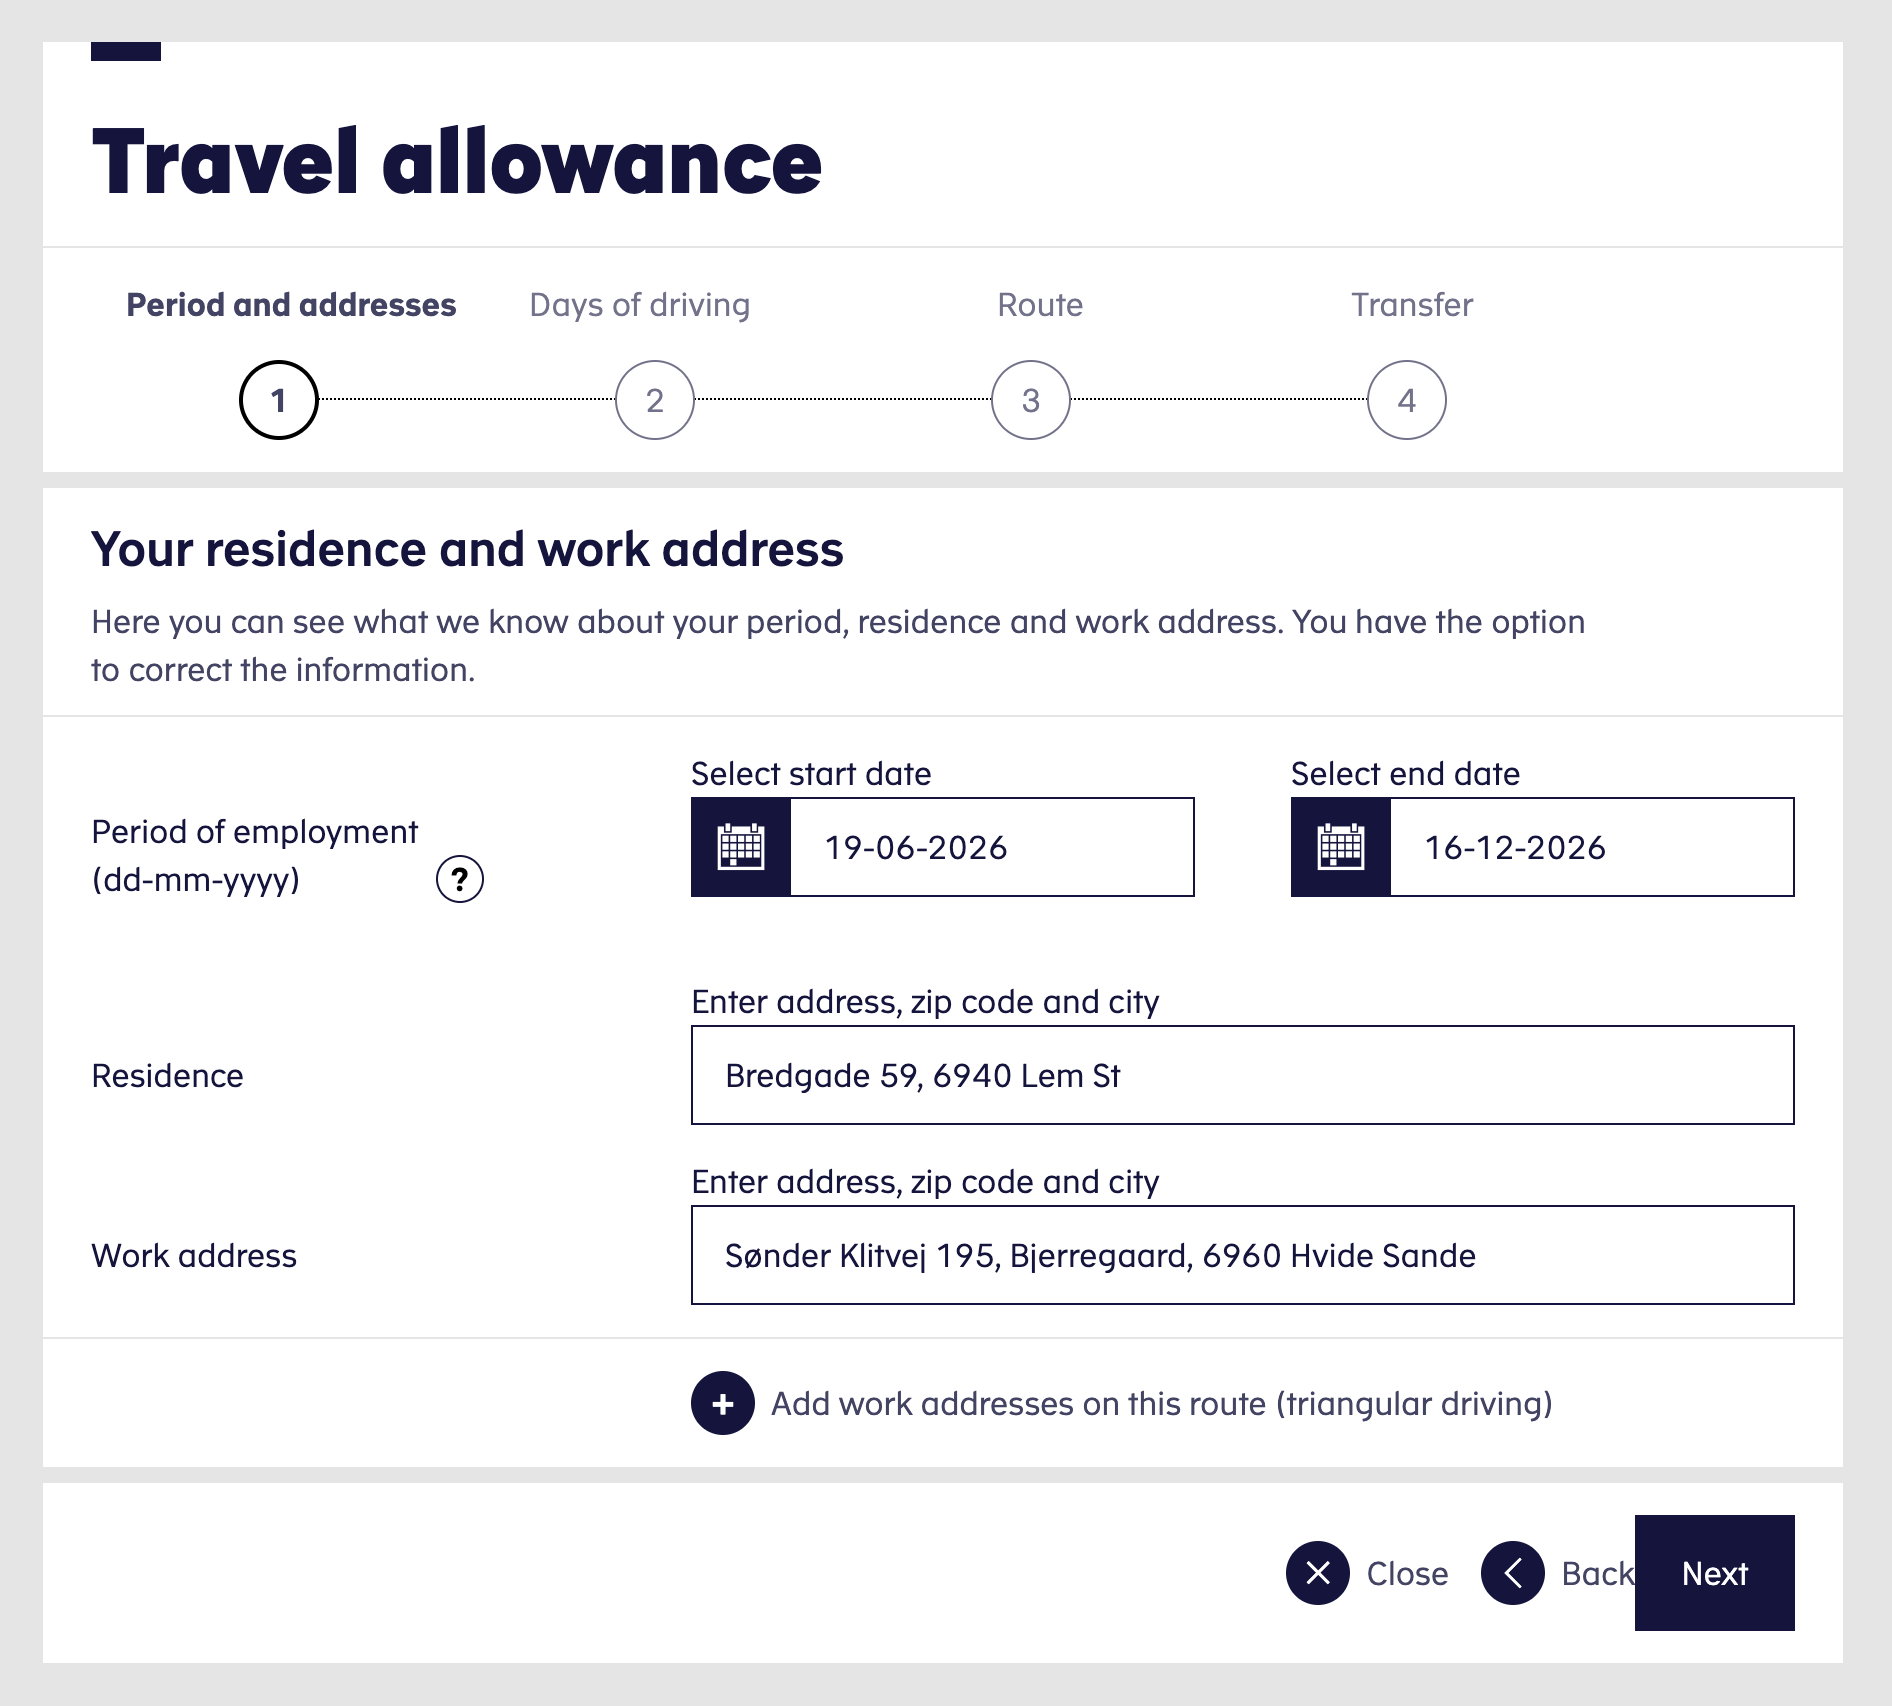 Travel allowance
Period and addresses
Days of driving
Route
Transfer
1
2
3
4
Your residence and work address
Here you can see what we know about your period, residence and work address. You have the option
to correct the information.
Period of employment
(dd-mm-yyyy)
?
Select start date
19-06-2026
Select end date
16-12-2026
Residence
Enter address, zip code and city
Bredgade 59, 6940 Lem St
Work address
Enter address, zip code and city
Sønder Klitvej 195, Bjerregaard, 6960 Hvide Sande
Add work addresses on this route (triangular driving)
Close
Back
Next